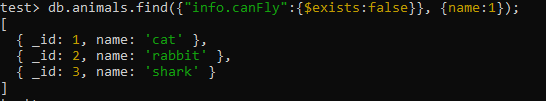 test> db.animals.find({"info.canFly":{$exists:false}}, {name:1});
[
  { _id: 1, name: 'cat' },
  { _id: 2, name: 'rabbit' },
  { _id: 3, name: 'shark' }
]